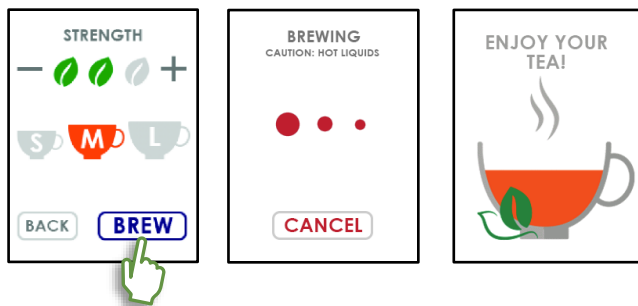 STRENGTH
S M L
BACK BREW
BREWING
CAUTION: HOT LIQUIDS
CANCEL
ENJOY YOUR
TEA!